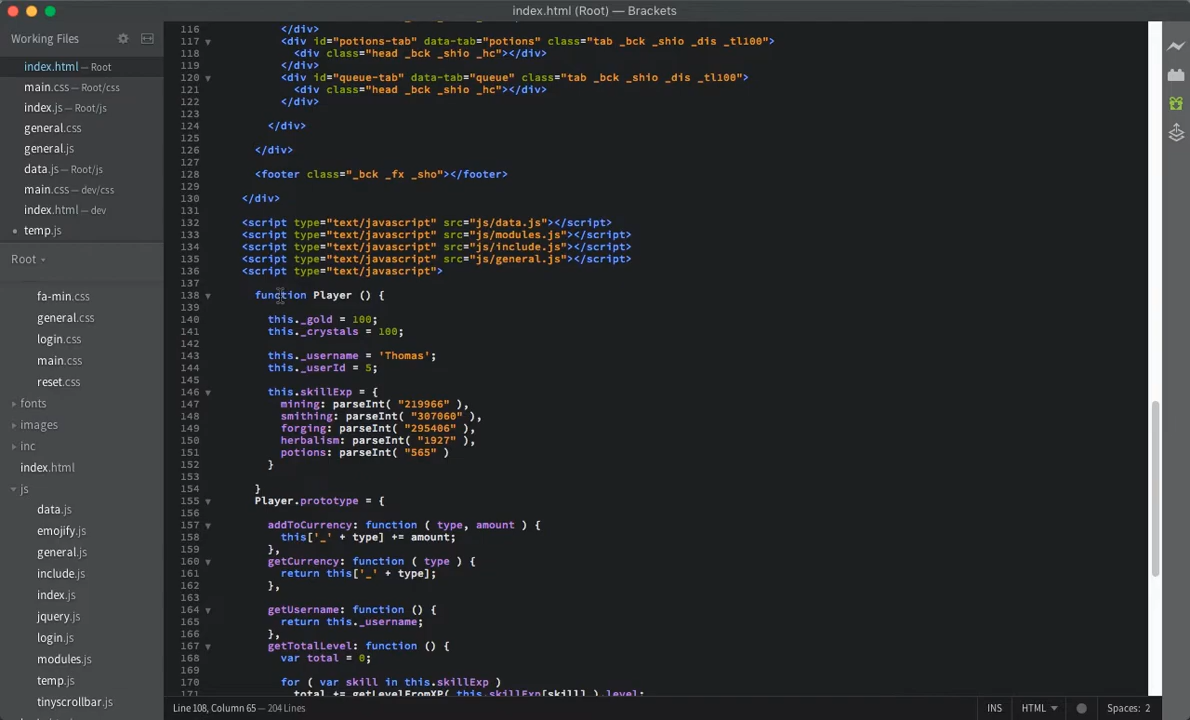 index.html (Root) — Brackets
Working Files
index.html — Root
main.css — Root/css
index.js — Root/js
general.css
general.js
data.js — Root/js
main.css — dev/css
index.html — dev
temp.js
Root
fa-min.css
general.css
login.css
main.css
reset.css
fonts
images
inc
index.html
js
data.js
emojify.js
general.js
include.js
index.js
jquery.js
login.js
modules.js
temp.js
tinyscrollbar.js
116 </div>
117 <div id="potions-tab" data-tab="potions" class="tab _bck _shio _dis _tl100">
118 <div class="head _bck _shio _hc"></div>
119 </div>
120 <div id="queue-tab" data-tab="queue" class="tab _bck _shio _dis _tl100">
121 <div class="head _bck _shio _hc"></div>
122 </div>
123
124 </div>
125
126 </div>
127
128 <footer class="_bck _fx _sho"></footer>
129
130 </div>
131
132 <script type="text/javascript" src="js/data.js"></script>
133 <script type="text/javascript" src="js/modules.js"></script>
134 <script type="text/javascript" src="js/include.js"></script>
135 <script type="text/javascript" src="js/general.js"></script>
136 <script type="text/javascript">
137
138 function Player () {
139
140 this._gold = 100;
141 this._crystals = 100;
142
143 this._username = 'Thomas';
144 this._userId = 5;
145
146 this.skillExp = {
147 mining: parseInt( "219966" ),
148 smithing: parseInt( "307060" ),
149 forging: parseInt( "295406" ),
150 herbalism: parseInt( "1927" ),
151 potions: parseInt( "565" )
152 }
153
154 }
155 Player.prototype = {
156
157 addToCurrency: function ( type, amount ) {
158 this['_' + type] += amount;
159 },
160 getCurrency: function ( type ) {
161 return this['_' + type];
162 },
163
164 getUsername: function () {
165 return this._username;
166 },
167 getTotalLevel: function () {
168 var total = 0;
169
170 for ( var skill in this.skillExp )
171 total += getLevelFromXP( this.skillExp[skill] ).level;
Line 108, Column 65 — 204 Lines
INS
HTML
Spaces: 2